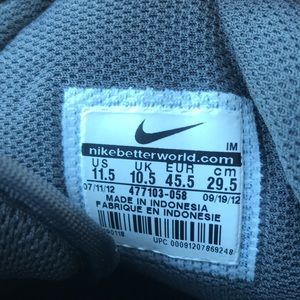 IM
nikebetterworld.com
US UK EUR cm
11.5 10.5 45.5 29.5
07/11/12 477103-058 09/19/12
MADE IN INDONESIA
FABRIQUE EN INDONESIE
UPC 00091207869248